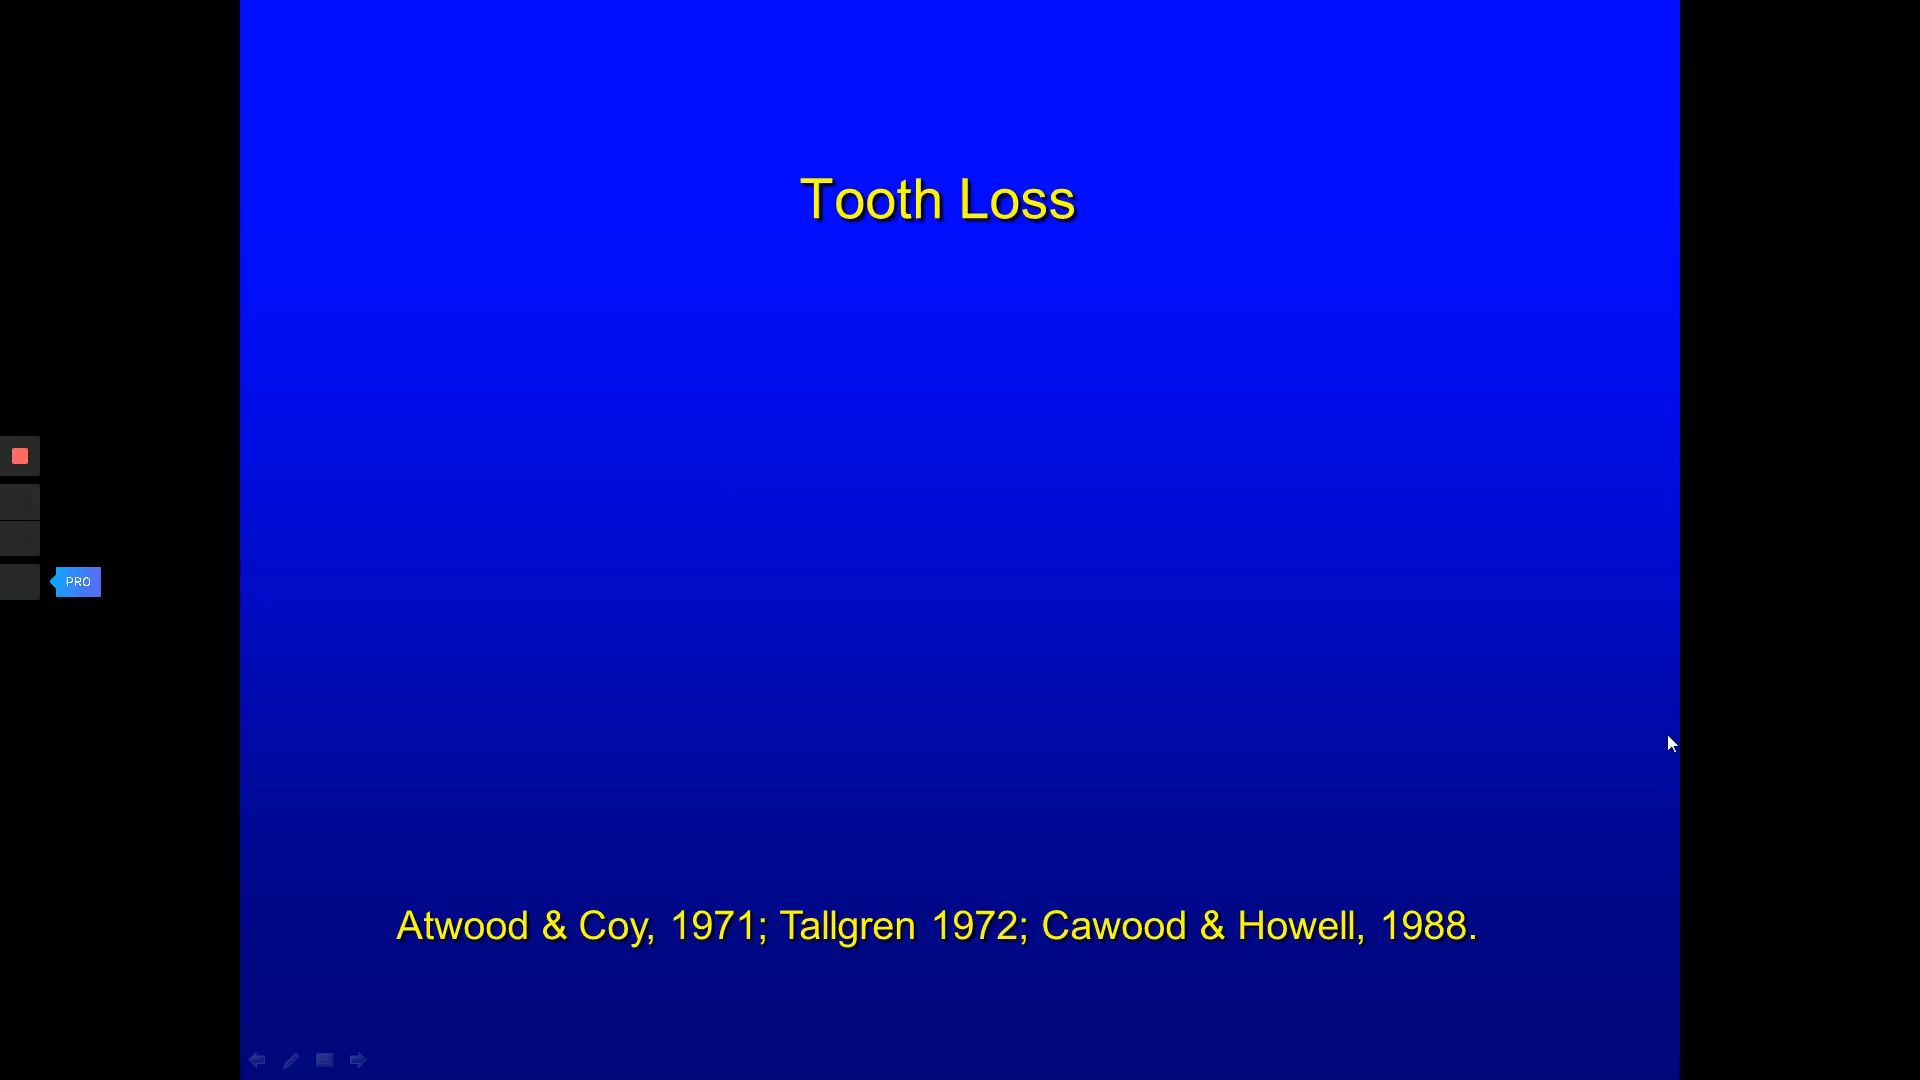 Tooth Loss
PRO
Atwood & Coy, 1971; Tallgren 1972; Cawood & Howell, 1988.